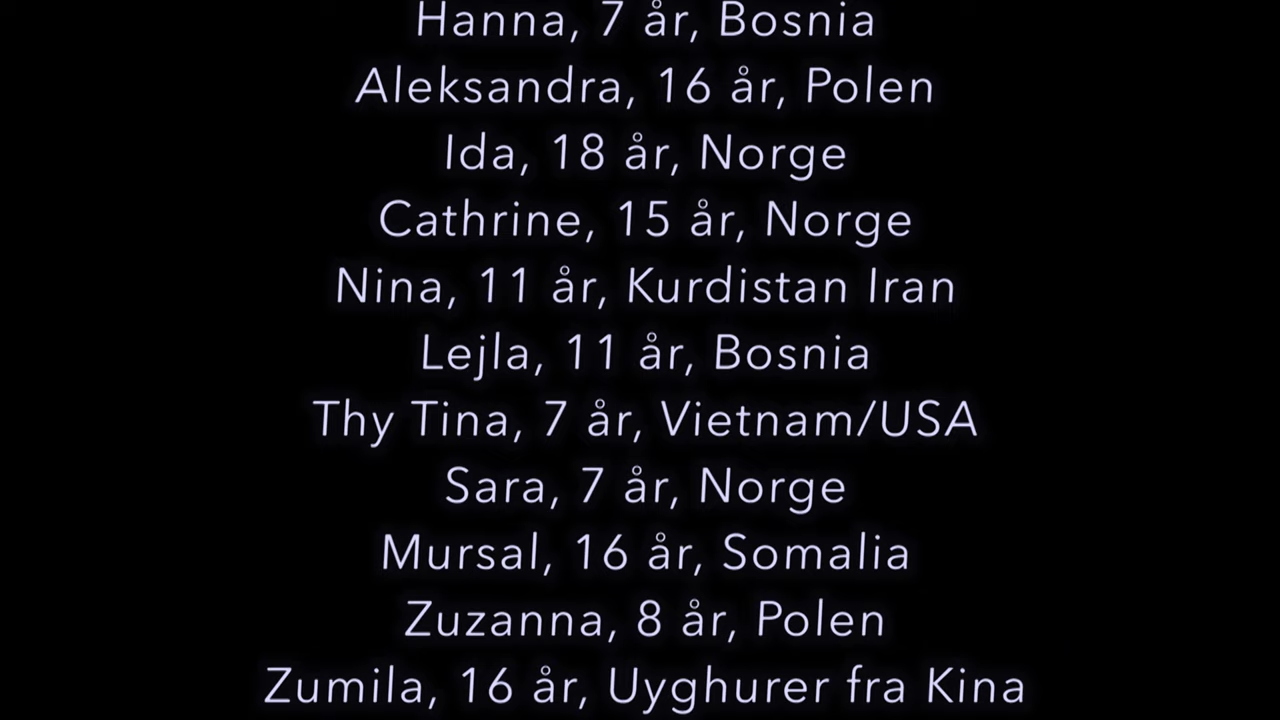 Hanna, 7 år, Bosnia
Aleksandra, 16 år, Polen
Ida, 18 år, Norge
Cathrine, 15 år, Norge
Nina, 11 år, Kurdistan Iran
Lejla, 11 år, Bosnia
Thy Tina, 7 år, Vietnam/USA
Sara, 7 år, Norge
Mursal, 16 år, Somalia
Zuzanna, 8 år, Polen
Zumila, 16 år, Uyghurer fra Kina